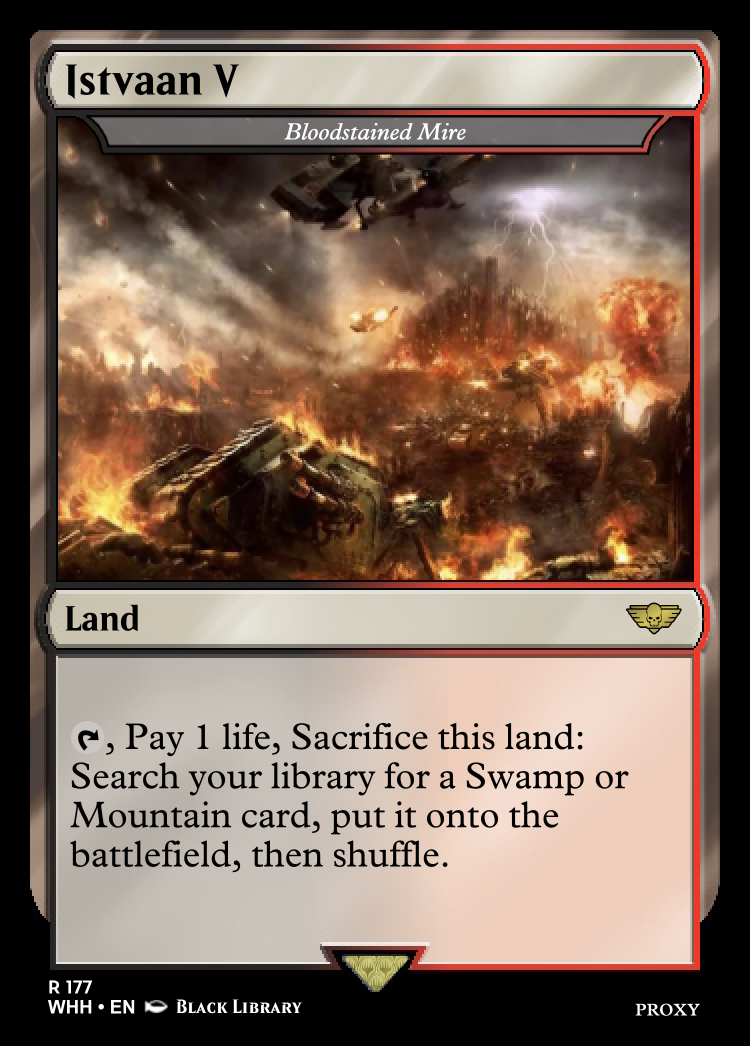 Istvaan V
Bloodstained Mire
Land
, Pay 1 life, Sacrifice this land:
Search your library for a Swamp or
Mountain card, put it onto the
battlefield, then shuffle.
R 177
WHH • EN BLACK LIBRARY
PROXY